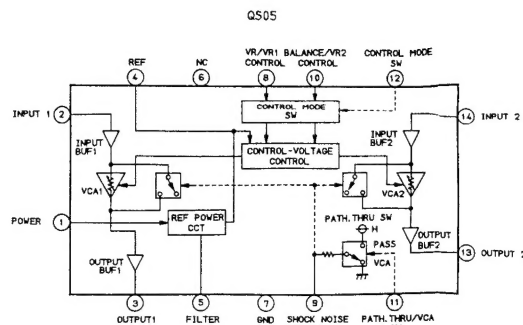 QS05
REF
4
NC
6
VR/VR1 CONTROL
8
BALANCE/VR2 CONTROL
10
CONTROL MODE SW
12
CONTROL MODE SW
INPUT 1 2
14 INPUT 2
INPUT BUF1
INPUT BUF2
CONTROL-VOLTAGE CONTROL
VCA1
VCA2
POWER 1
REF POWER CCT
PATH.THRU SW
H
PASS
VCA
OUTPUT BUF1
OUTPUT BUF2
13 OUTPUT 2
3
OUTPUT1
5
FILTER
7
GND
9
SHOCK NOISE
11
PATH.THRU/VCA